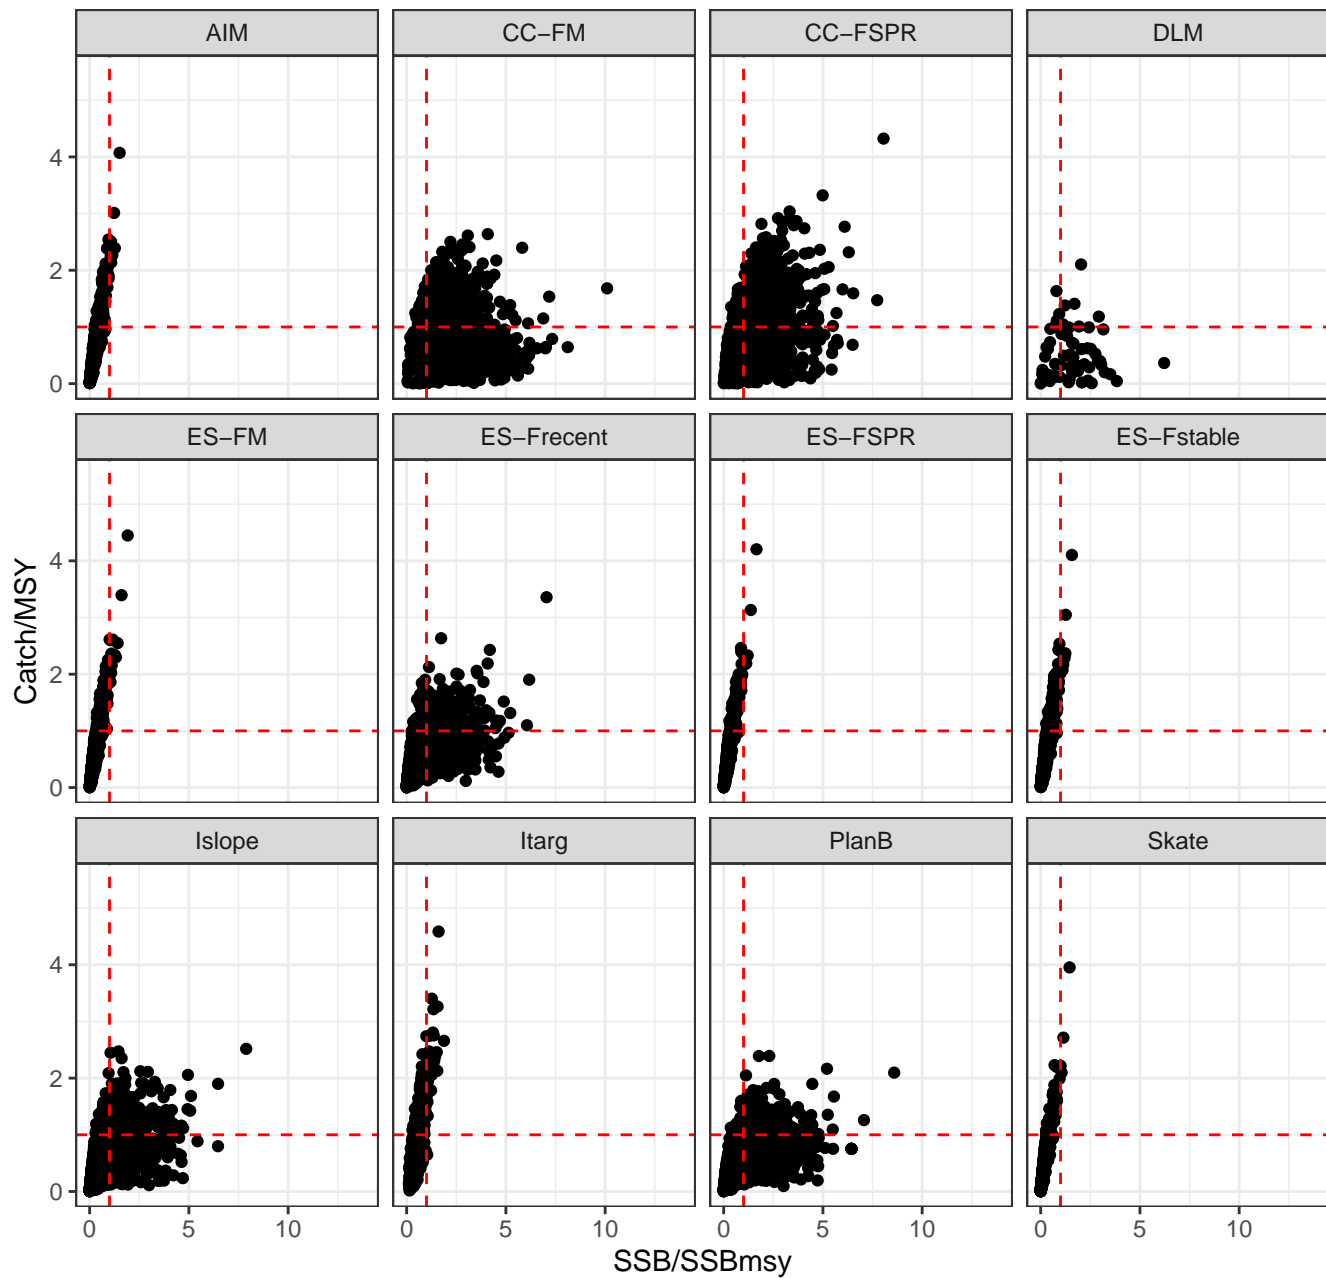 AIM CC−FM CC−FSPR DLM
4
2
0
ES−FM ES−Frecent ES−FSPR ES−Fstable
4
2
0
Islope Itarg PlanB Skate
4
2
0
0 5 10 0 5 10 0 5 10 0 5 10
SSB/SSBmsy
Catch/MSY